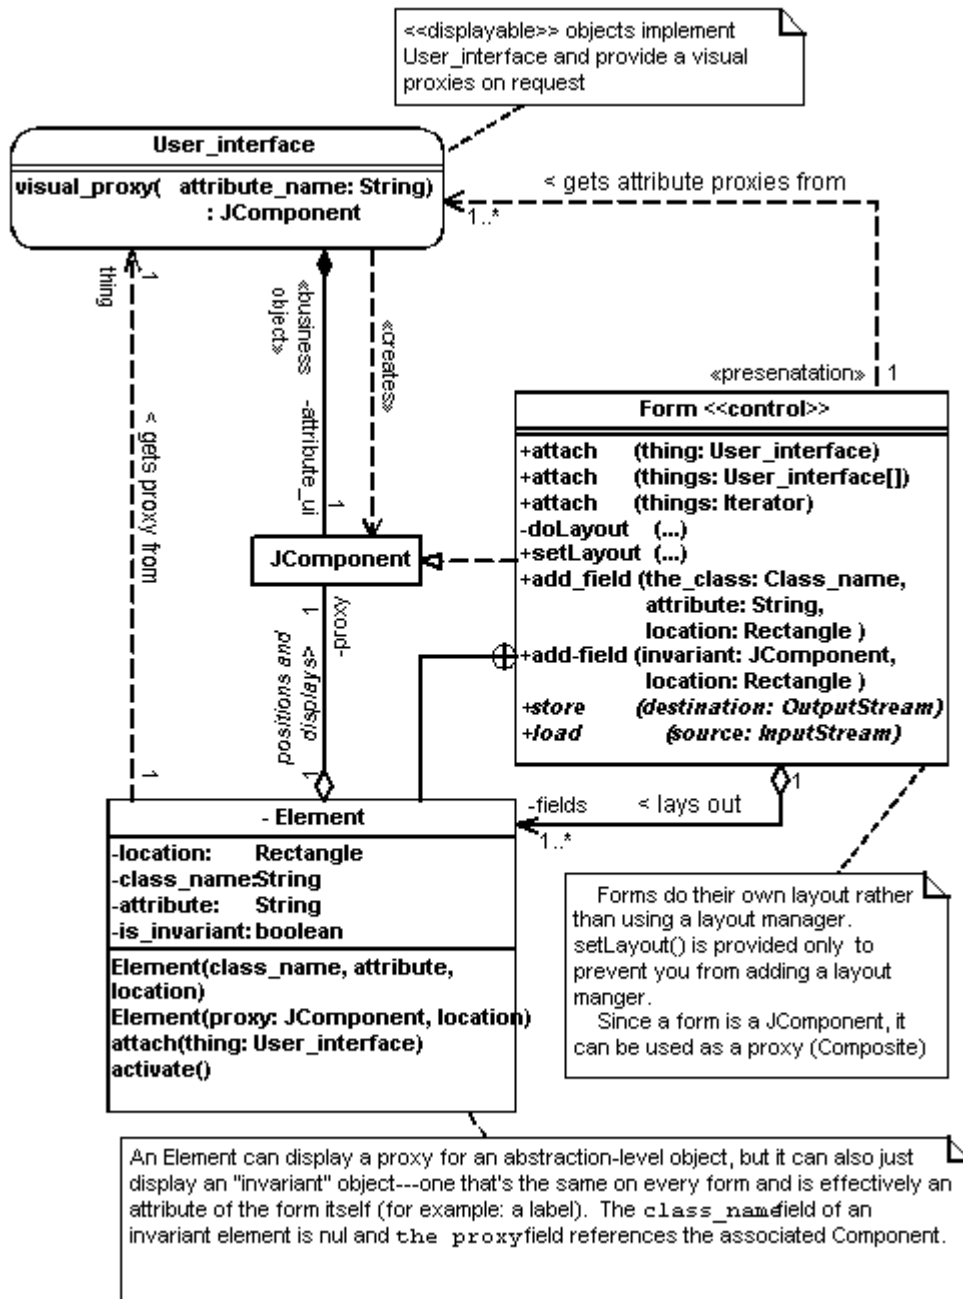 <<displayable>> objects implement
User_interface and provide a visual
proxies on request
User_interface
visual_proxy( attribute_name: String)
: JComponent
< gets attribute proxies from
1..*
1
thing
«business
object»
-attribute_ui
1
«creates»
< gets proxy from
1
«presenatation» 1
Form <<control>>
+attach (thing: User_interface)
+attach (things: User_interface[])
+attach (things: Iterator)
-doLayout (...)
+setLayout (...)
+add_field (the_class: Class_name,
attribute: String,
location: Rectangle )
+add-field (invariant: JComponent,
location: Rectangle )
+store (destination: OutputStream)
+load (source: InputStream)
JComponent
1
-proxy
positions and
displays>
1
-fields
< lays out
1
1..*
- Element
-location: Rectangle
-class_name:String
-attribute: String
-is_invariant: boolean
Element(class_name, attribute,
location)
Element(proxy: JComponent, location)
attach(thing: User_interface)
activate()
Forms do their own layout rather
than using a layout manager.
setLayout() is provided only to
prevent you from adding a layout
manger.
Since a form is a JComponent, it
can be used as a proxy (Composite)
An Element can display a proxy for an abstraction-level object, but it can also just
display an "invariant" object---one that's the same on every form and is effectively an
attribute of the form itself (for example: a label). The class_namefield of an
invariant element is nul and the proxyfield references the associated Component.